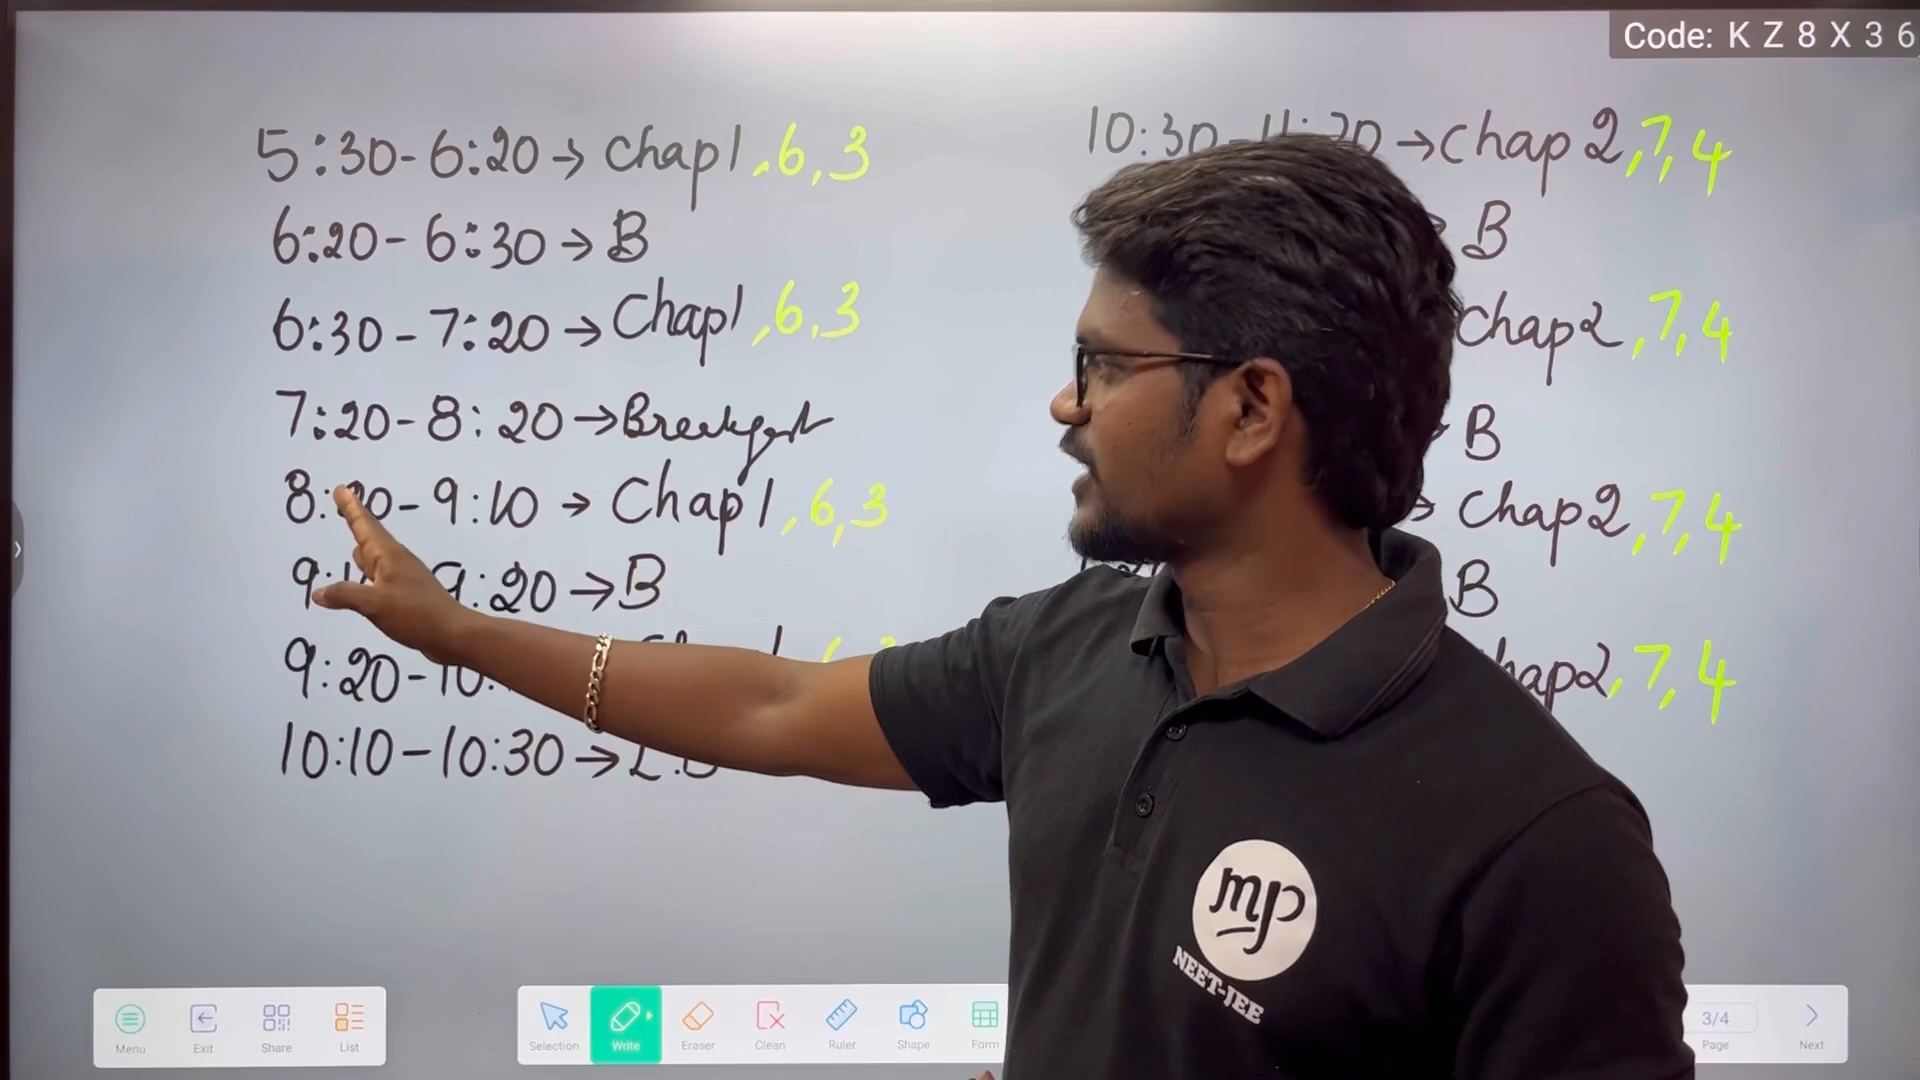 Code: K Z 8 X 3 6
5:30-6:20 → Chap 1, 6, 3
6:20-6:30 → B
6:30-7:20 → Chap 1, 6, 3
7:20-8:20 → Breakfast
8:20-9:10 → Chap 1, 6, 3
9:20 → B
9:20-10:
10:10-10:30 → L.B
10:30- → Chap 2, 7, 4
B
Chap 2, 7, 4
B
→ Chap 2, 7, 4
B
hap 2, 7, 4
mp
NEET-JEE
Menu
Exit
Share
List
Selection
Write
Eraser
Clean
Ruler
Shape
Form
3/4
Page
Next